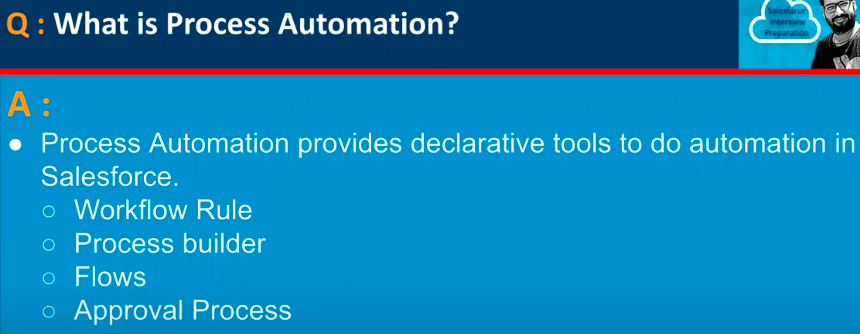 Q : What is Process Automation?
Salesforce
Interview
Preparation
A :
● Process Automation provides declarative tools to do automation in
Salesforce.
○ Workflow Rule
○ Process builder
○ Flows
○ Approval Process